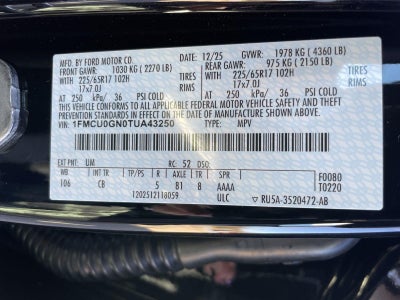 MFD. BY FORD MOTOR CO. 12/25 GVWR: 1978 KG ( 4360 LB)
FRONT GAWR: 1030 KG ( 2270 LB) REAR GAWR: 975 KG ( 2150 LB)
WITH WITH
225/65R17 102H TIRES 225/65R17 102H TIRES
17x7.0J RIMS 17x7.0J RIMS
AT 250 kPa/ 36 PSI COLD AT 250 kPa/ 36 PSI COLD
THIS VEHICLE CONFORMS TO ALL APPLICABLE FEDERAL MOTOR VEHICLE SAFETY, BUMPER,
AND THEFT PREVENTION STANDARDS IN EFFECT ON THE DATE OF MANUFACTURE SHOWN ABOVE.
VIN: 1FMCU0GN0TUA43250 TYPE: MPV
EXT PNT: UM RC: 52 DSO:
WB INT TR TP/PS R AXLE TR SPR F0080
106 CB 5 81 8 AAAA T0220
1202512118059 ULC RU5A-3520472-AB